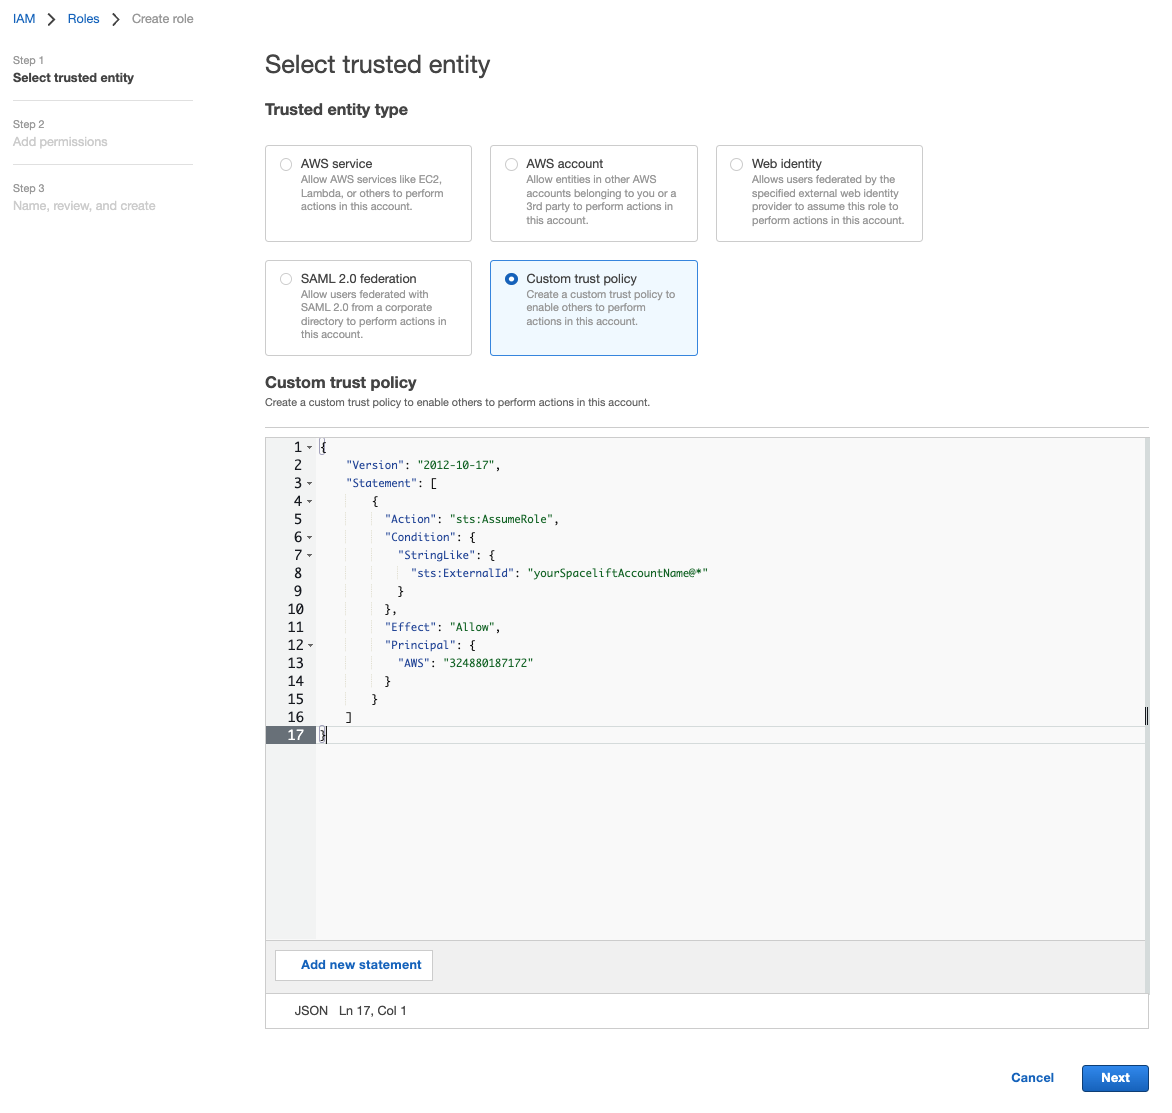 IAM > Roles > Create role
Step 1
Select trusted entity
Step 2
Add permissions
Step 3
Name, review, and create
Select trusted entity
Trusted entity type
AWS service
Allow AWS services like EC2,
Lambda, or others to perform
actions in this account.
AWS account
Allow entities in other AWS
accounts belonging to you or a
3rd party to perform actions in
this account.
Web identity
Allows users federated by the
specified external web identity
provider to assume this role to
perform actions in this account.
SAML 2.0 federation
Allow users federated with
SAML 2.0 from a corporate
directory to perform actions in
this account.
Custom trust policy
Create a custom trust policy to
enable others to perform
actions in this account.
Custom trust policy
Create a custom trust policy to enable others to perform actions in this account.
1 {
2 "Version": "2012-10-17",
3 "Statement": [
4 {
5 "Action": "sts:AssumeRole",
6 "Condition": {
7 "StringLike": {
8 "sts:ExternalId": "yourSpaceliftAccountName@*"
9 }
10 },
11 "Effect": "Allow",
12 "Principal": {
13 "AWS": "324880187172"
14 }
15 }
16 ]
17 }
Add new statement
JSON Ln 17, Col 1
Cancel Next